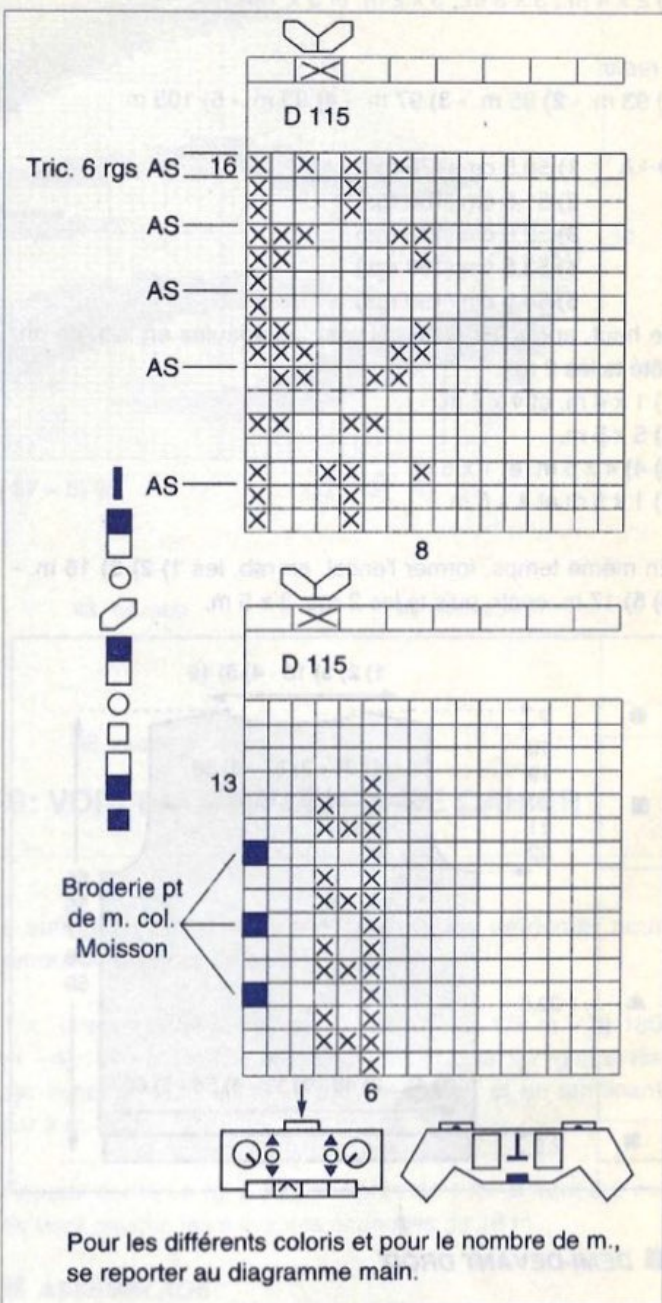 D 115
Tric. 6 rgs AS 16
AS
AS
AS
AS
8
D 115
13
Broderie pt
de m. col.
Moisson
6
Pour les différents coloris et pour le nombre de m.,
se reporter au diagramme main.